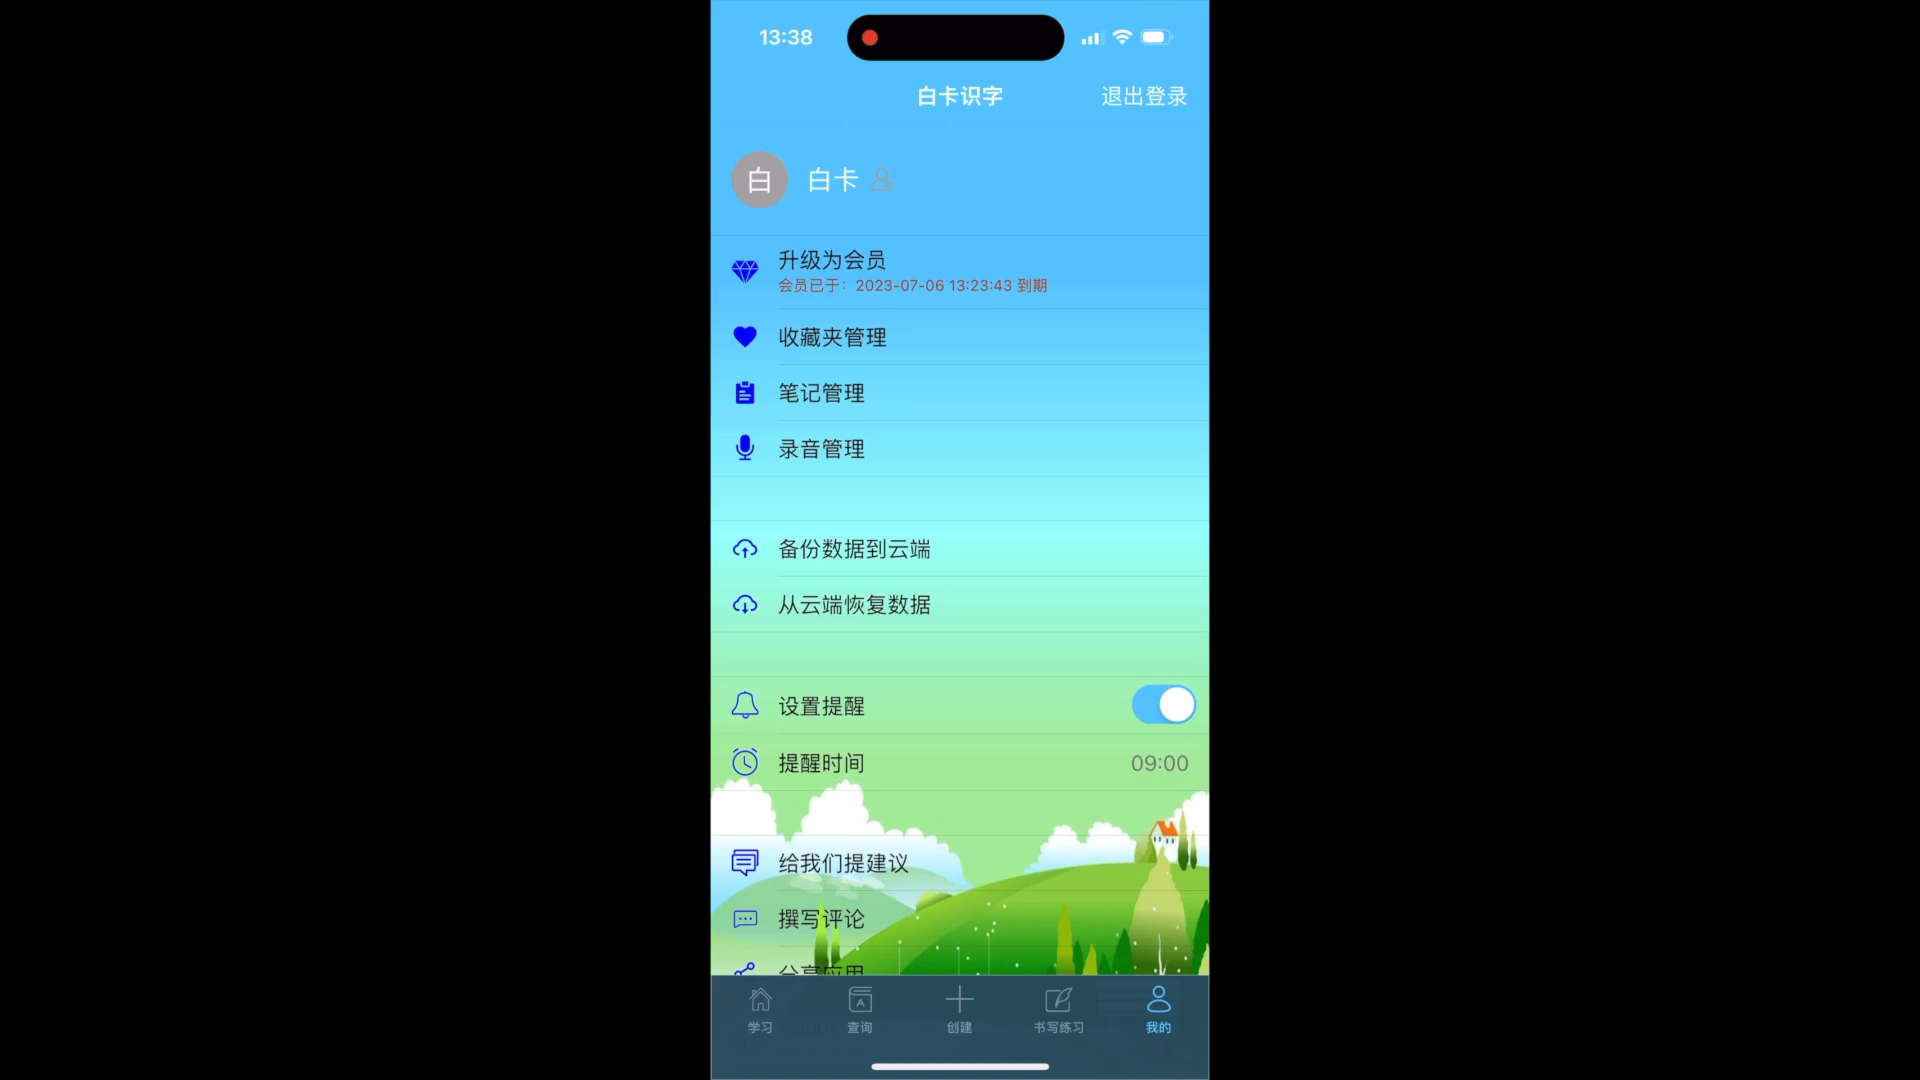 13:38
白卡识字
退出登录
白
白卡
升级为会员
会员已于：2023-07-06 13:23:43 到期
收藏夹管理
笔记管理
录音管理
备份数据到云端
从云端恢复数据
设置提醒
提醒时间
09:00
给我们提建议
撰写评论
分享应用
学习
A
查询
创建
书写练习
我的